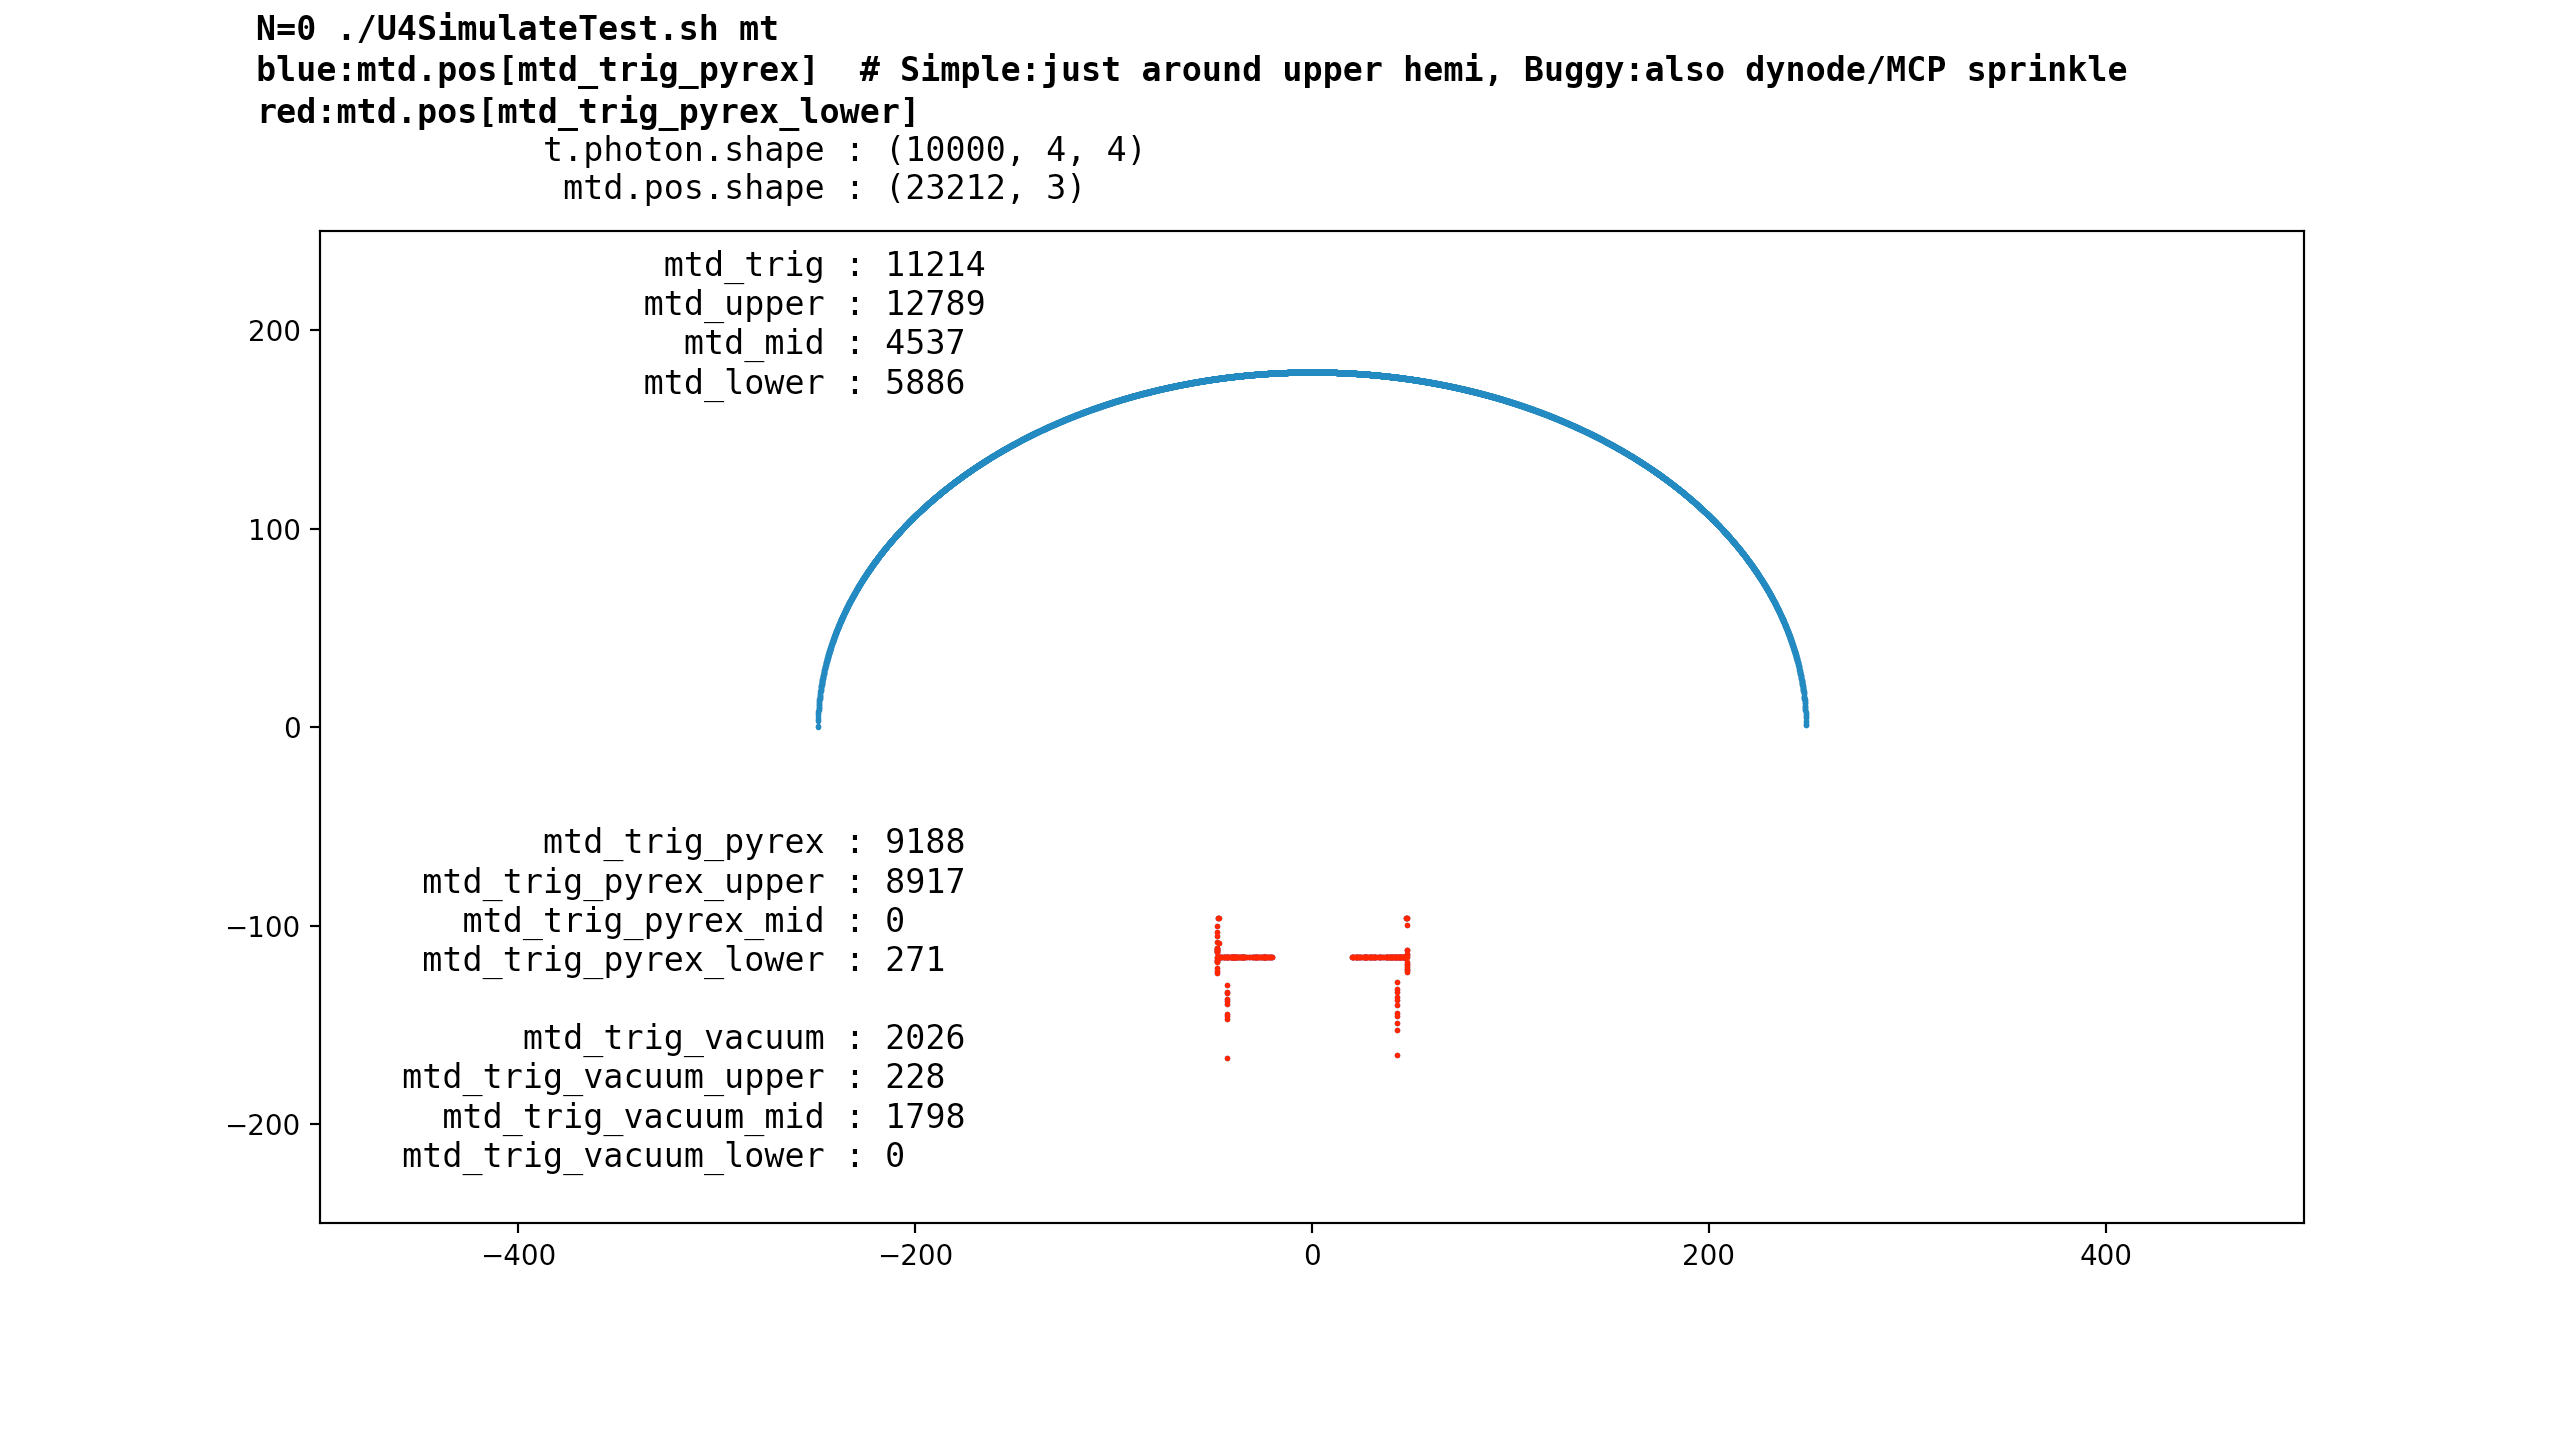 N=0 ./U4SimulateTest.sh mt
blue:mtd.pos[mtd_trig_pyrex]  # Simple:just around upper hemi, Buggy:also dynode/MCP sprinkle
red:mtd.pos[mtd_trig_pyrex_lower]
t.photon.shape : (10000, 4, 4)
mtd.pos.shape : (23212, 3)
mtd_trig : 11214
mtd_upper : 12789
mtd_mid : 4537
mtd_lower : 5886
200
100
0
−100
−200
mtd_trig_pyrex : 9188
mtd_trig_pyrex_upper : 8917
mtd_trig_pyrex_mid : 0
mtd_trig_pyrex_lower : 271
mtd_trig_vacuum : 2026
mtd_trig_vacuum_upper : 228
mtd_trig_vacuum_mid : 1798
mtd_trig_vacuum_lower : 0
−400 −200 0 200 400